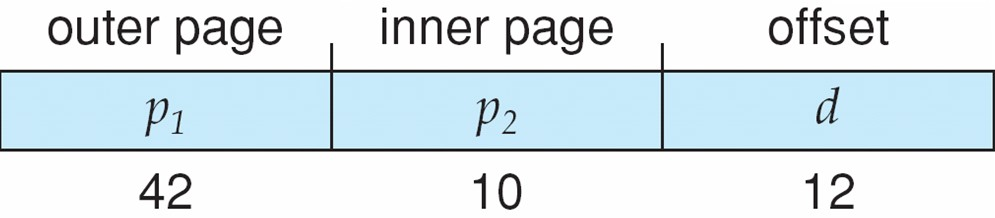 outer page inner page offset
p1 p2 d
42 10 12